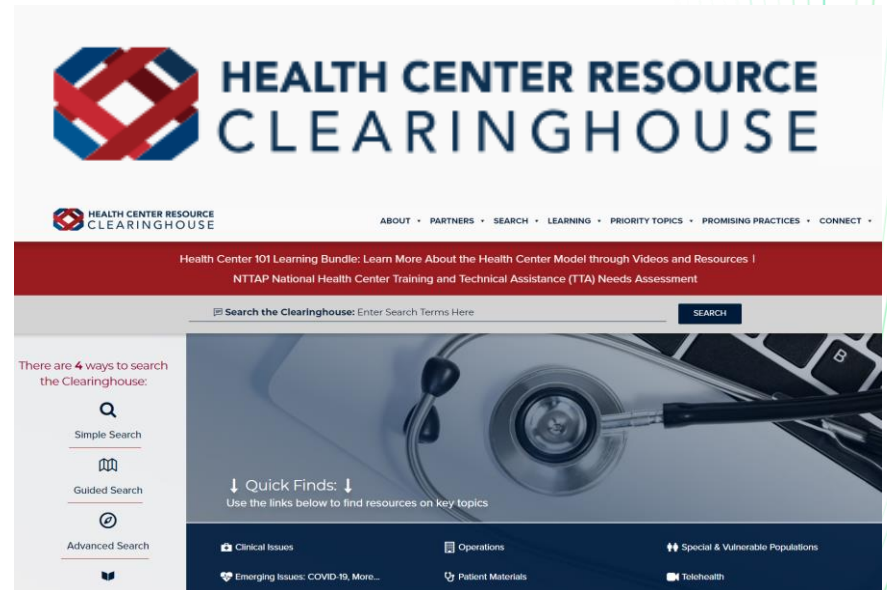 HEALTH CENTER RESOURCE
CLEARINGHOUSE
HEALTH CENTER RESOURCE
CLEARINGHOUSE
ABOUT • PARTNERS • SEARCH • LEARNING • PRIORITY TOPICS • PROMISING PRACTICES • CONNECT •
Health Center 101 Learning Bundle: Learn More About the Health Center Model through Videos and Resources |
NTTAP National Health Center Training and Technical Assistance (TTA) Needs Assessment
Search the Clearinghouse: Enter Search Terms Here
SEARCH
There are 4 ways to search
the Clearinghouse:
Simple Search
Guided Search
Advanced Search
B
↓ Quick Finds: ↓
Use the links below to find resources on key topics
Clinical Issues
Operations
Special & Vulnerable Populations
Emerging Issues: COVID-19, More...
Patient Materials
Telehealth